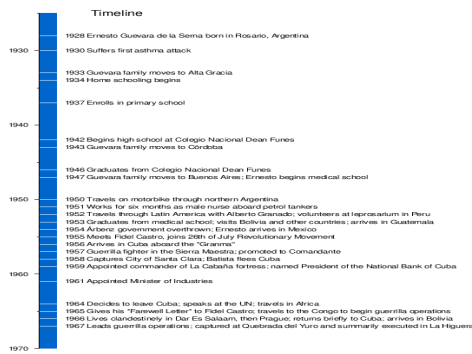 Timeline
1928 Ernesto Guevara de la Serna born in Rosario, Argentina
1930
1930 Suffers first asthma attack
1933 Guevara family moves to Alta Gracia
1934 Home schooling begins
1937 Enrolls in primary school
1940
1942 Begins high school at Colegio Nacional Dean Funes
1943 Guevara family moves to Córdoba
1946 Graduates from Colegio Nacional Dean Funes
1947 Guevara family moves to Buenos Aires; Ernesto begins medical school
1950
1950 Travels on motorbike through northern Argentina
1951 Works for six months as male nurse aboard petrol tankers
1952 Travels through Latin America with Alberto Granado; volunteers at leprosarium in Peru
1953 Graduates from medical school; visits Bolivia and other countries; arrives in Guatemala
1954 Árbenz government overthrown; Ernesto arrives in Mexico
1955 Meets Fidel Castro, joins 26th of July Revolutionary Movement
1956 Arrives in Cuba aboard the "Granma"
1957 Guerrilla fighter in the Sierra Maestra; promoted to Comandante
1958 Captures City of Santa Clara; Batista flees Cuba
1959 Appointed commander of La Cabaña fortress; named President of the National Bank of Cuba
1960
1961 Appointed Minister of Industries
1964 Decides to leave Cuba; speaks at the UN; travels in Africa
1965 Gives his "Farewell Letter" to Fidel Castro; travels to the Congo to begin guerrilla operations
1966 Lives clandestinely in Dar Es Salaam, then Prague; returns briefly to Cuba; arrives in Bolivia
1967 Leads guerrilla operations; captured at Quebrada del Yuro and summarily executed in La Higuera
1970